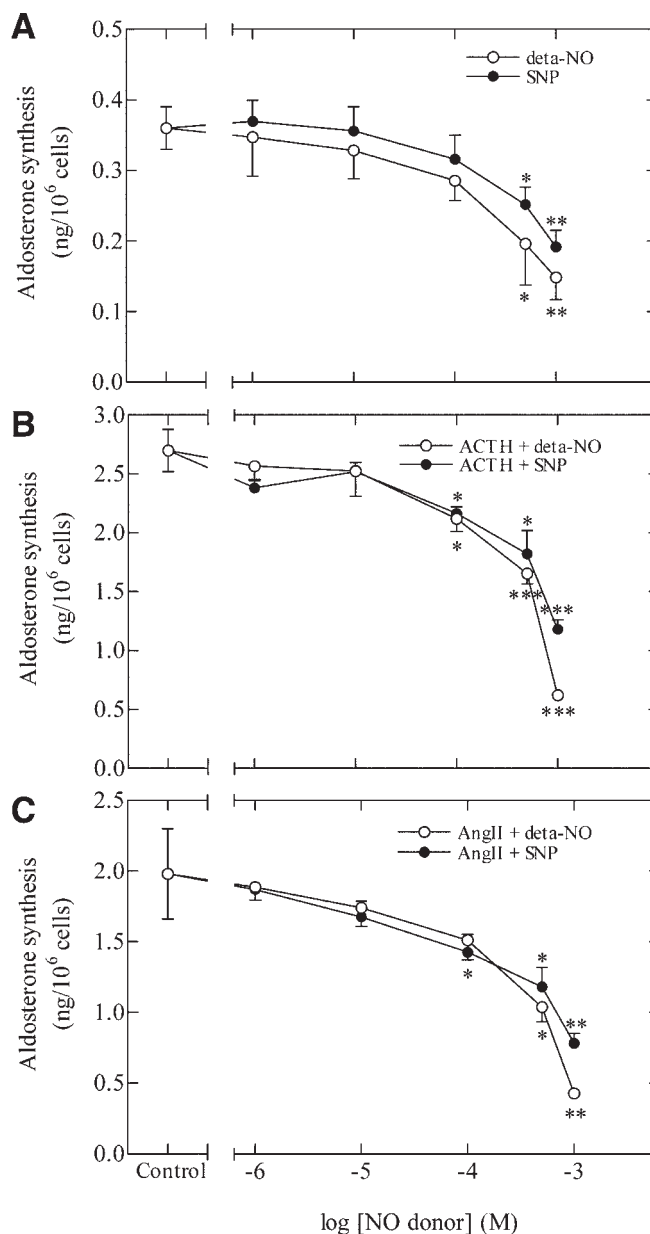 A
0.5
0.4
0.3
0.2
0.1
0.0
Aldosterone synthesis
(ng/10⁶ cells)
deta-NO
SNP
*
**
*
**
B
3.0
2.5
2.0
1.5
1.0
0.5
0.0
Aldosterone synthesis
(ng/10⁶ cells)
ACTH + deta-NO
ACTH + SNP
*
*
*
***
***
***
C
2.5
2.0
1.5
1.0
0.5
0.0
Aldosterone synthesis
(ng/10⁶ cells)
AngII + deta-NO
AngII + SNP
*
*
**
*
**
Control
-6
-5
-4
-3
log [NO donor] (M)